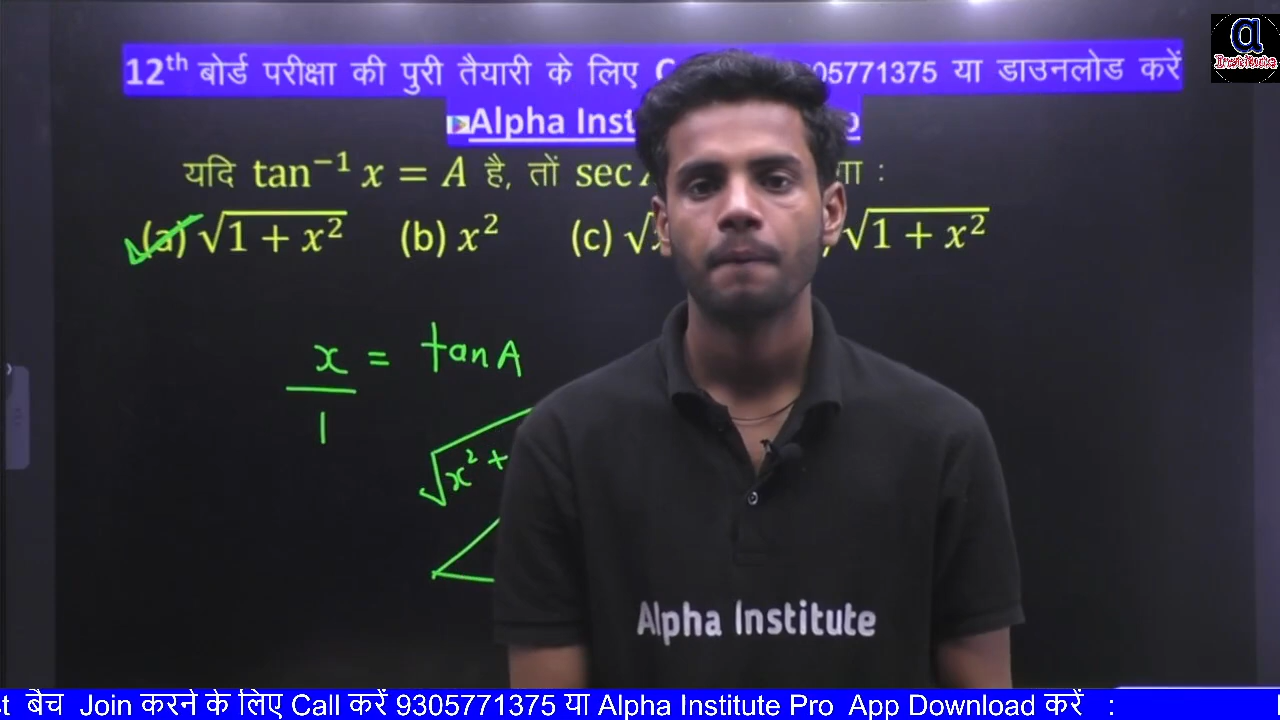 α
Institute
12th बोर्ड परीक्षा की पुरी तैयारी के लिए 05771375 या डाउनलोड करें
Alpha Inst
यदि tan⁻¹ x = A है, तों sec :
(a) √1 + x² (b) x² (c) √ √1 + x²
x = tan A
1
√x² +
Alpha Institute
बैच Join करने के लिए Call करें 9305771375 या Alpha Institute Pro App Download करें :